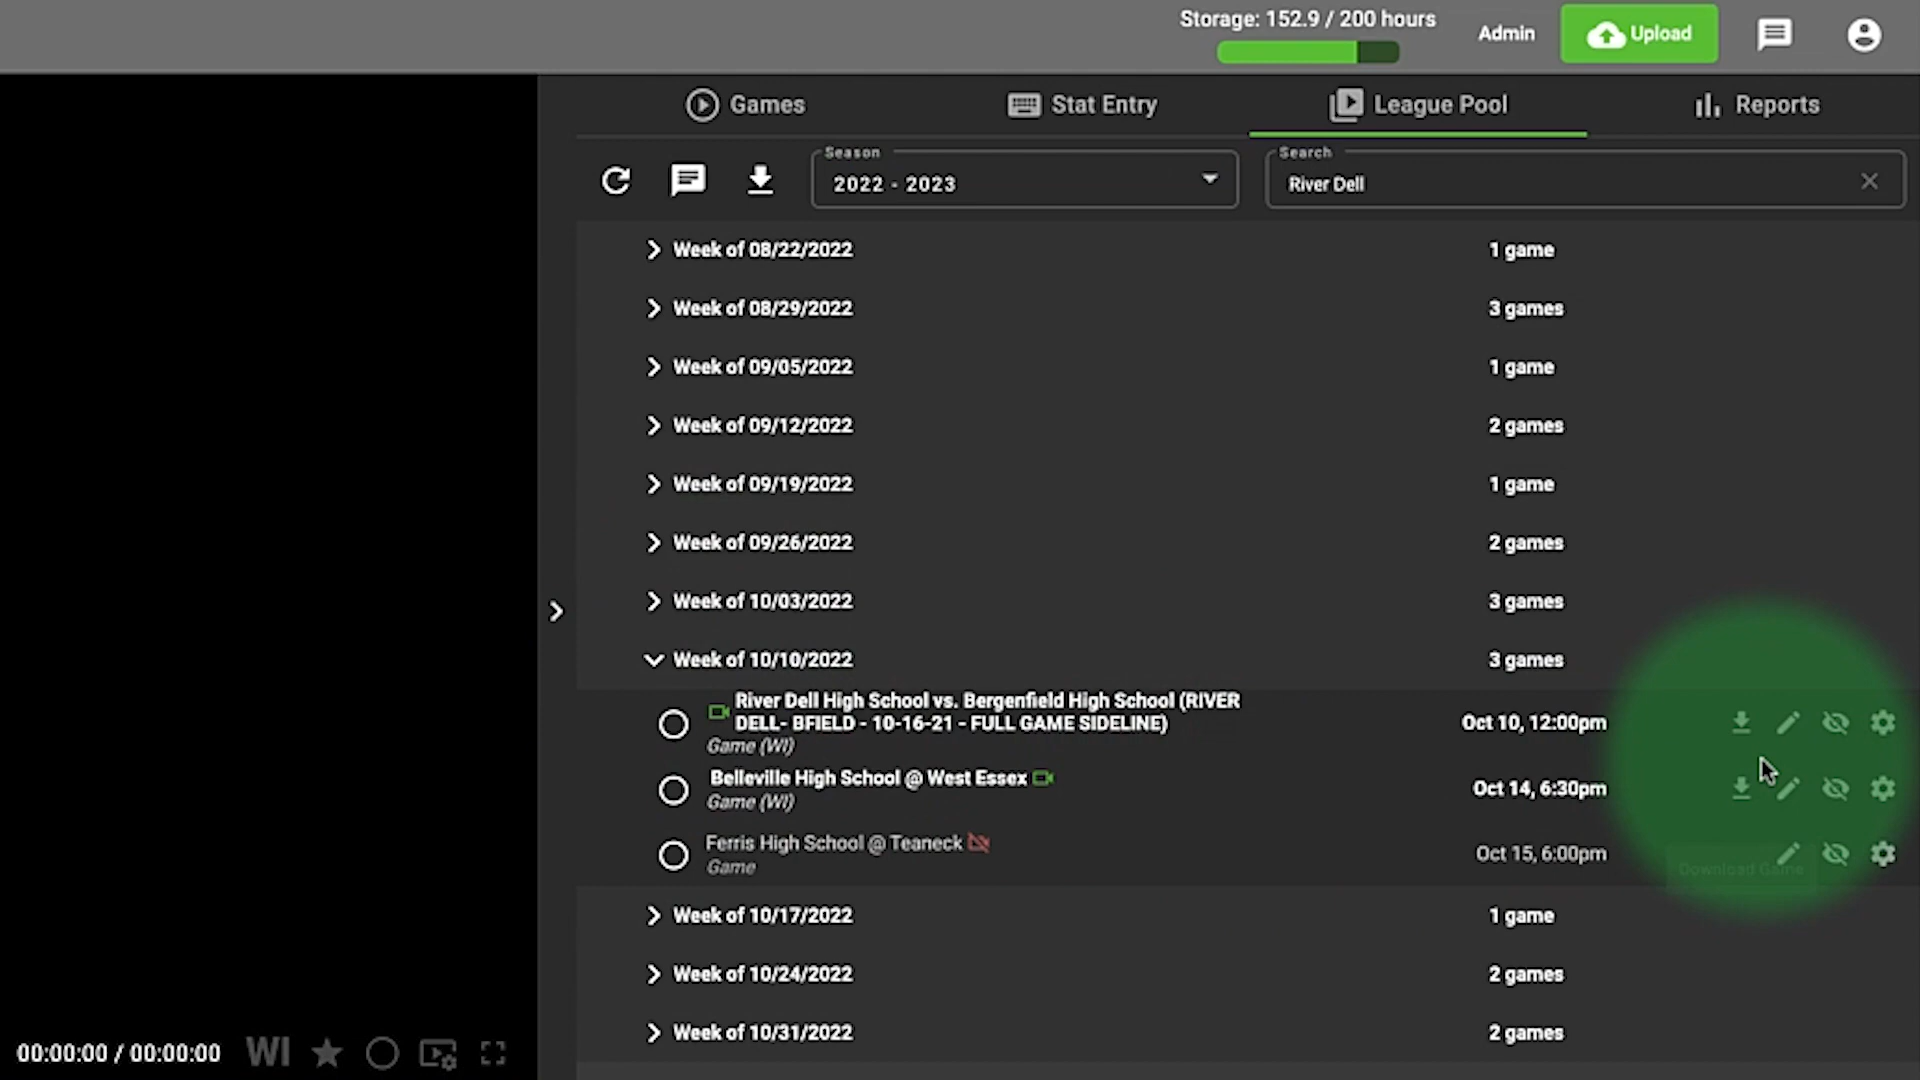 Storage: 152.9 / 200 hours
Admin
Upload
Games
Stat Entry
League Pool
Reports
Season
2022 - 2023
Search
River Dell
Week of 08/22/2022 1 game
Week of 08/29/2022 3 games
Week of 09/05/2022 1 game
Week of 09/12/2022 2 games
Week of 09/19/2022 1 game
Week of 09/26/2022 2 games
Week of 10/03/2022 3 games
Week of 10/10/2022 3 games
River Dell High School vs. Bergenfield High School (RIVER
DELL- BFIELD - 10-16-21 - FULL GAME SIDELINE)
Game (WI)
Oct 10, 12:00pm
Belleville High School @ West Essex
Game (WI)
Oct 14, 6:30pm
Ferris High School @ Teaneck
Game
Oct 15, 6:00pm
Download Game
Week of 10/17/2022 1 game
Week of 10/24/2022 2 games
Week of 10/31/2022 2 games
00:00:00 / 00:00:00 WI